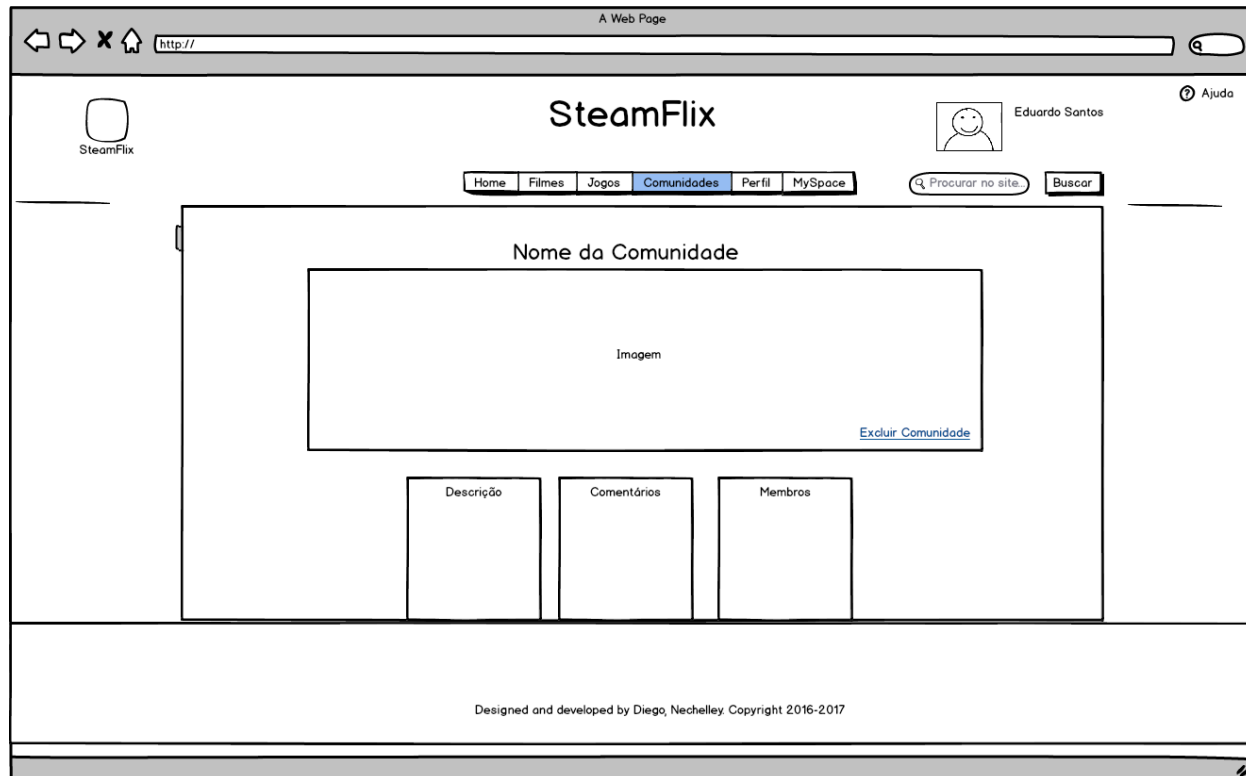 A Web Page
http://
Ajuda
SteamFlix
Eduardo Santos
SteamFlix
Home Filmes Jogos Comunidades Perfil MySpace
Procurar no site...
Buscar
Nome da Comunidade
Imagem
Excluir Comunidade
Descrição
Comentários
Membros
Designed and developed by Diego, Nechelley. Copyright 2016-2017